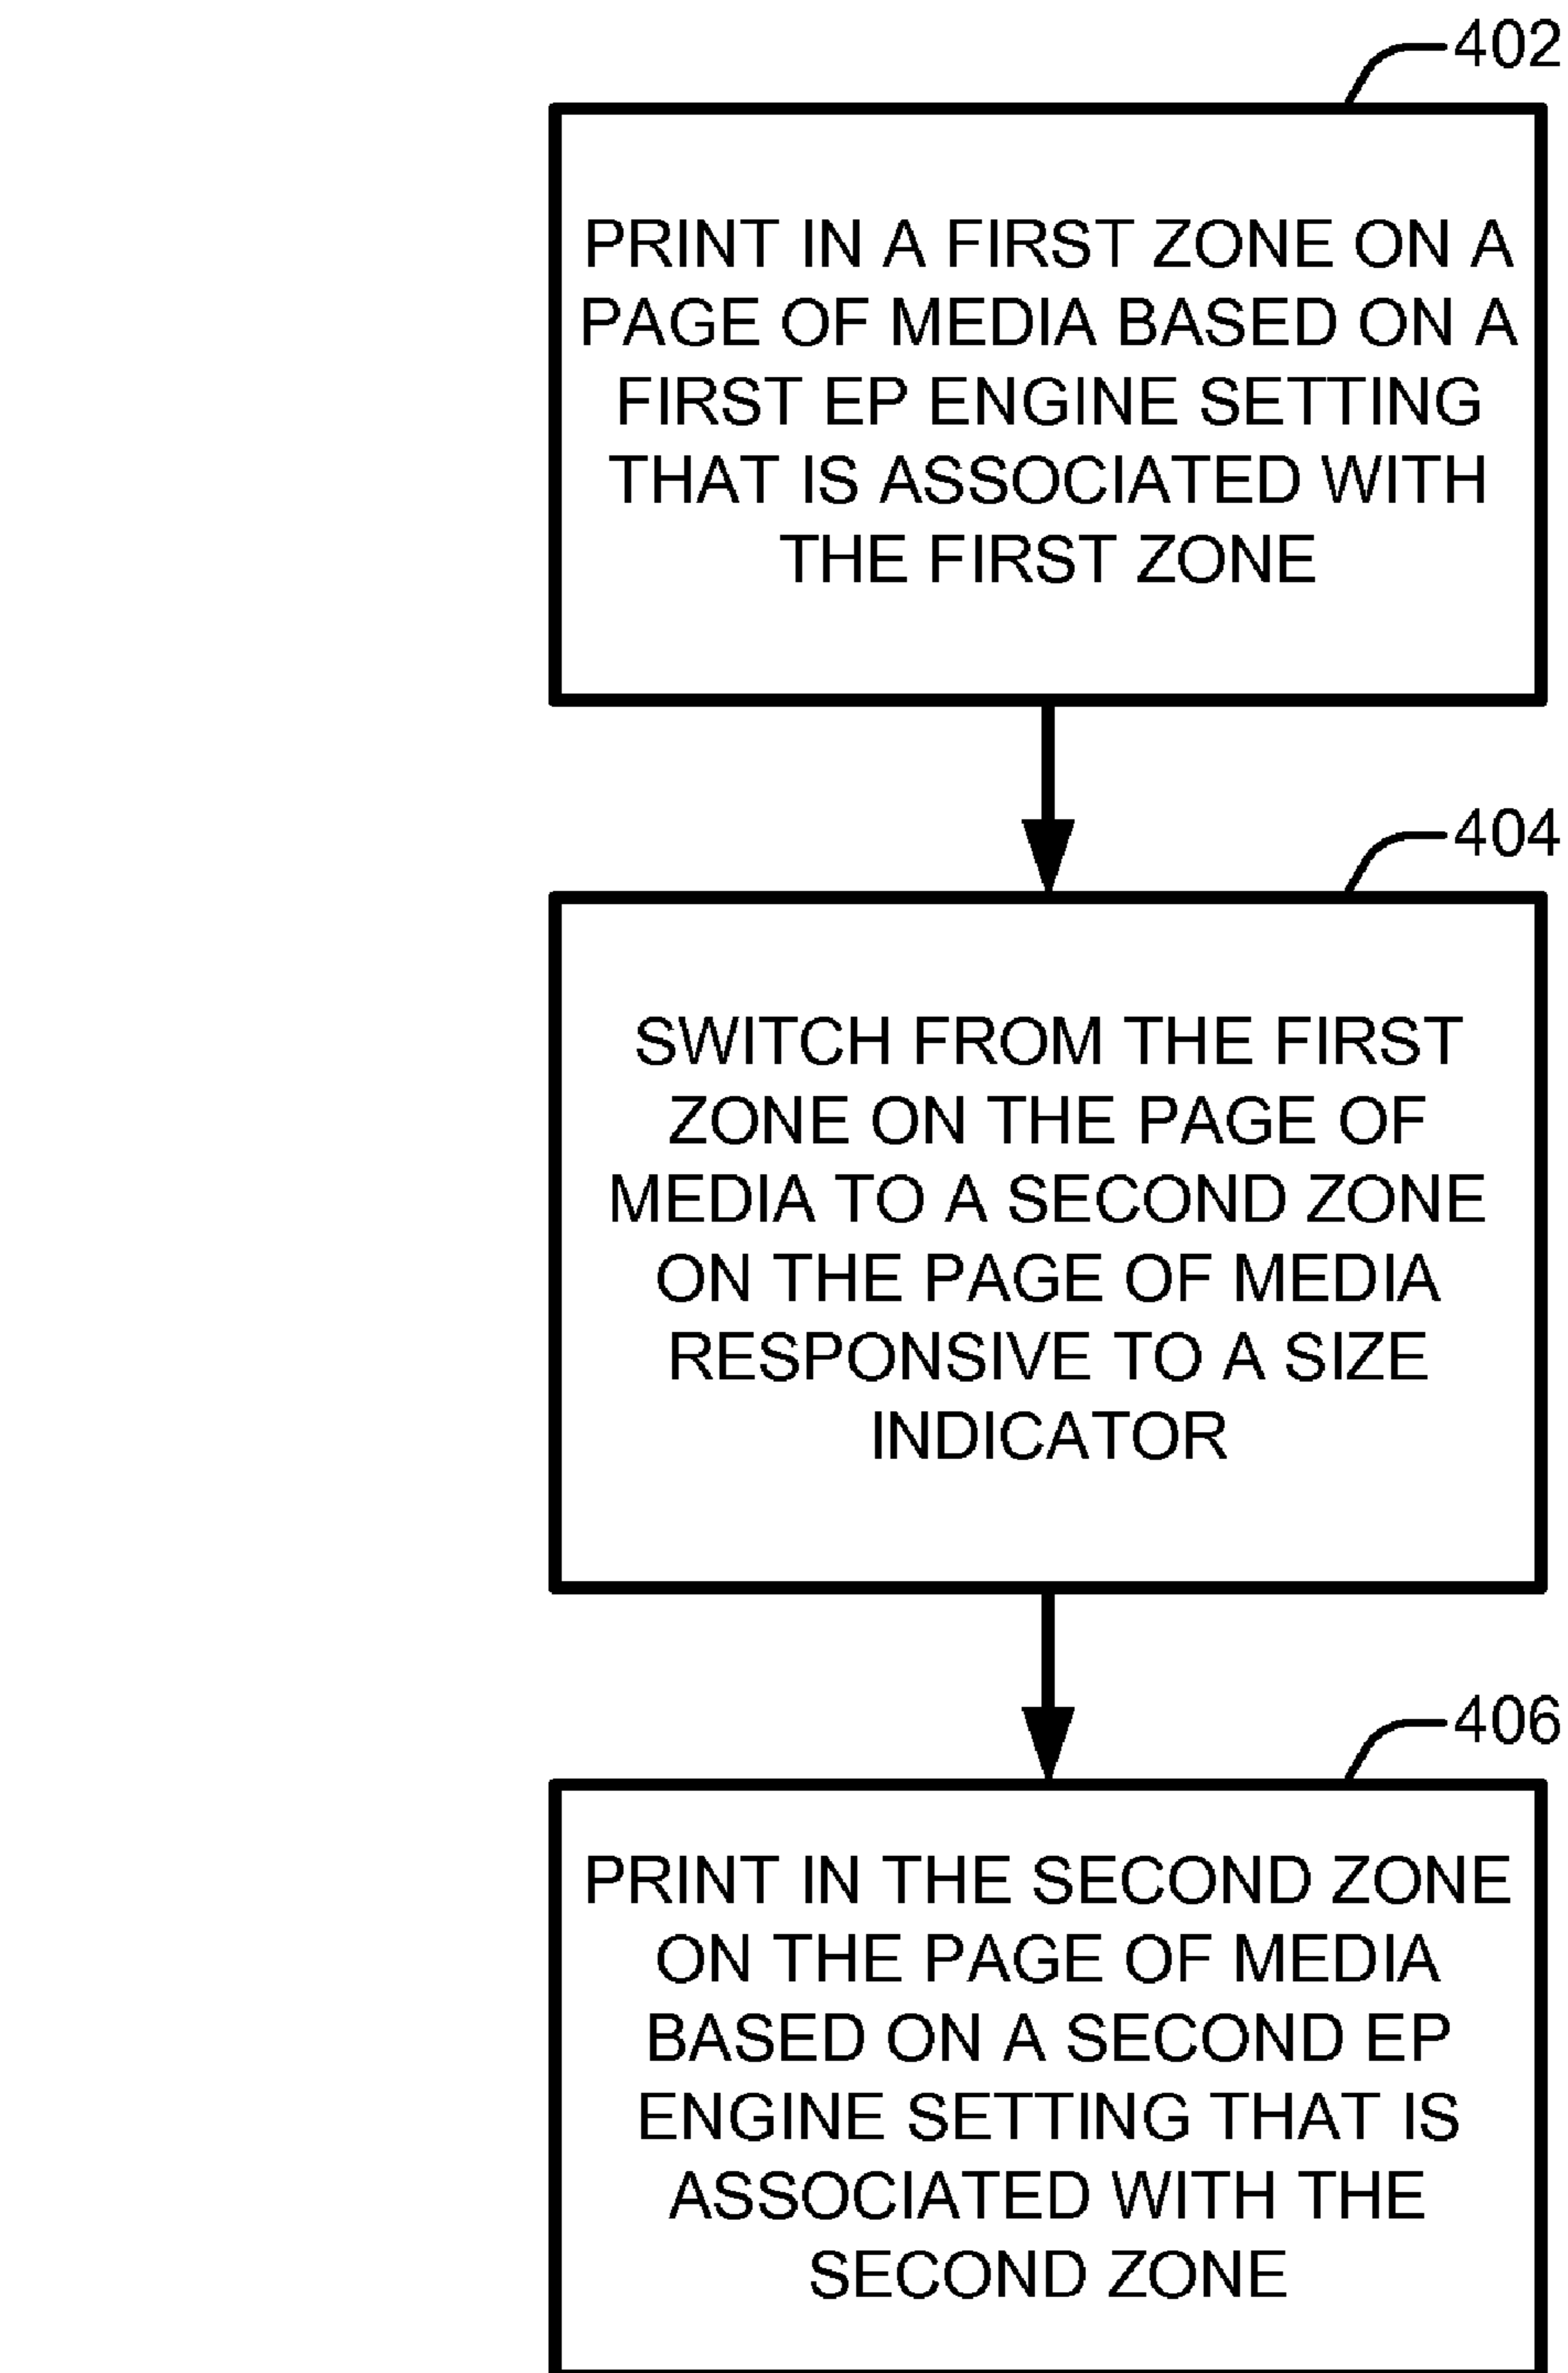 402
PRINT IN A FIRST ZONE ON A
PAGE OF MEDIA BASED ON A
FIRST EP ENGINE SETTING
THAT IS ASSOCIATED WITH
THE FIRST ZONE
404
SWITCH FROM THE FIRST
ZONE ON THE PAGE OF
MEDIA TO A SECOND ZONE
ON THE PAGE OF MEDIA
RESPONSIVE TO A SIZE
INDICATOR
406
PRINT IN THE SECOND ZONE
ON THE PAGE OF MEDIA
BASED ON A SECOND EP
ENGINE SETTING THAT IS
ASSOCIATED WITH THE
SECOND ZONE